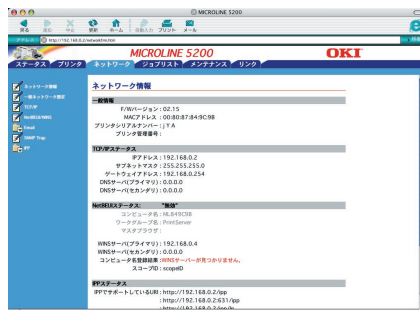 MICROLINE 5200
戻る 進む 中止 更新 ホーム 自動入力 プリント メール
アドレス http://192.168.0.2/networktmr.htm
MICROLINE 5200
OKI
ステータス プリンタ ネットワーク ジョブリスト メンテナンス リンク
ネットワーク情報
一般ネットワーク設定
TCP/IP
NetBEUI/WINS
Email
SNMP Trap
IPP
ネットワーク情報
一般情報
F/Wバージョン : 02.15
MACアドレス : 00:80:87:84:9C:98
プリンタシリアルナンバー : j T A
プリンタ管理番号 :
TCP/IPステータス
IPアドレス : 192.168.0.2
サブネットマスク : 255.255.255.0
ゲートウェイアドレス : 192.168.0.254
DNSサーバ(プライマリ) : 0.0.0.0
DNSサーバ(セカンダリ) : 0.0.0.0
NetBEUIステータス: "無効"
コンピュータ名 : ML849C98
ワークグループ名 : PrintServer
マスタブラウザ :
WINSサーバ(プライマリ) : 192.168.0.4
WINSサーバ(セカンダリ) : 0.0.0.0
コンピュータ名登録結果 : WINSサーバーが見つかりません。
スコープID : scopeID
IPPステータス
IPPでサポートしているURI : http://192.168.0.2/ipp
: http://192.168.0.2:631/ipp
: http://192.168.0.2/ipp/lp